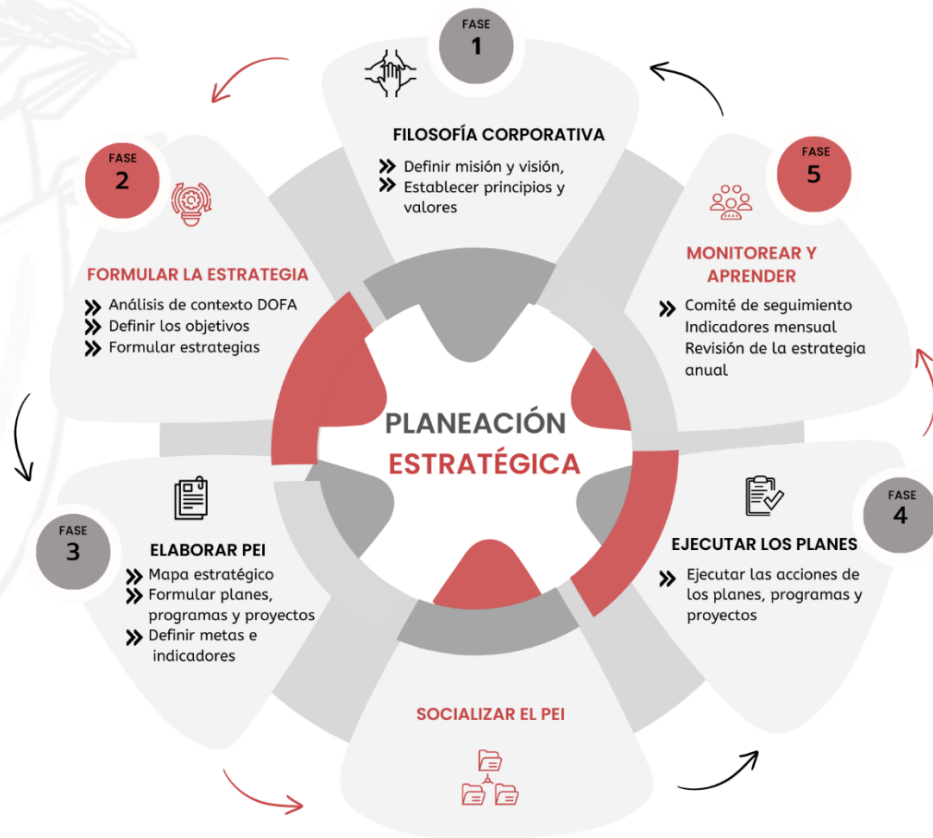 FASE
1
FILOSOFÍA CORPORATIVA
Definir misión y visión,
Establecer principios y
valores
FASE
2
FORMULAR LA ESTRATEGIA
Análisis de contexto DOFA
Definir los objetivos
Formular estrategias
FASE
3
ELABORAR PEI
Mapa estratégico
Formular planes,
programas y proyectos
Definir metas e
indicadores
SOCIALIZAR EL PEI
FASE
4
EJECUTAR LOS PLANES
Ejecutar las acciones de
los planes, programas y
proyectos
FASE
5
MONITOREAR Y
APRENDER
Comité de seguimiento
Indicadores mensual
Revisión de la estrategia
anual
PLANEACIÓN
ESTRATÉGICA